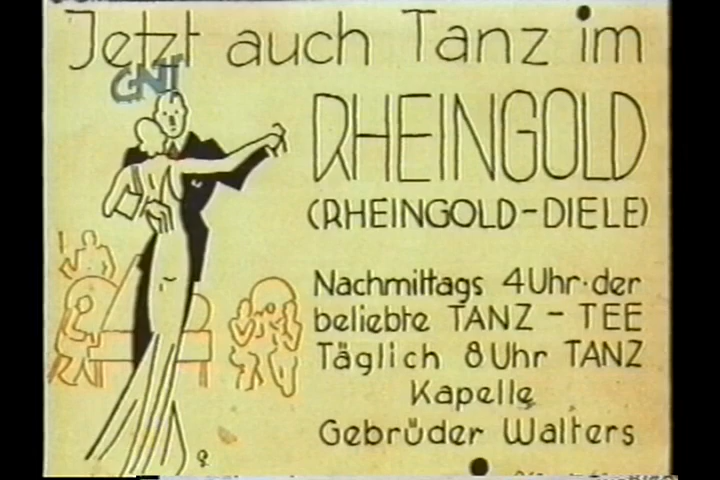 Jetzt auch Tanz im
GNT
RHEINGOLD
(RHEINGOLD-DIELE)
Nachmittags 4 Uhr·der
beliebte TANZ - TEE
Täglich 8 Uhr TANZ
Kapelle
Gebrüder Walters